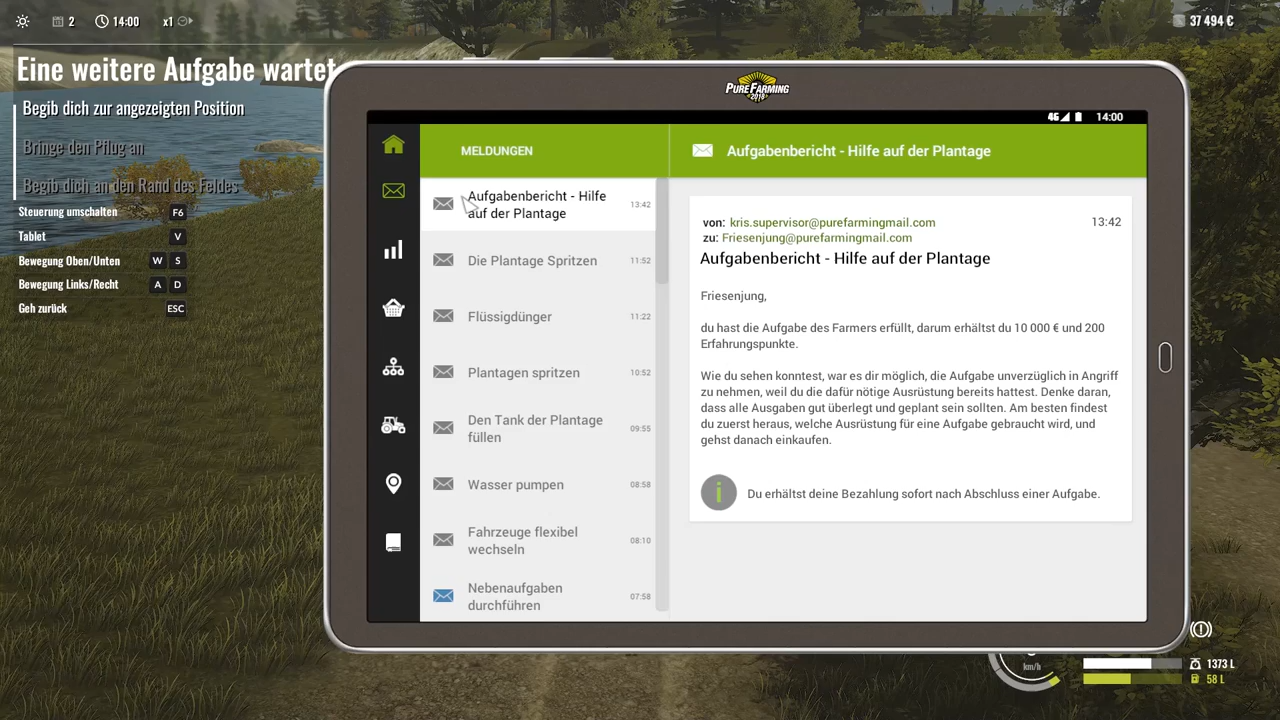 2
14:00
x1
37 494 €
Eine weitere Aufgabe wartet
Begib dich zur angezeigten Position
Bringe den Pflug an
Begib dich an den Rand des Feldes
Steuerung umschalten F6
Tablet V
Bewegung Oben/Unten W S
Bewegung Links/Recht A D
Geh zurück ESC
PURE FARMING
2018
4G 14:00
MELDUNGEN
Aufgabenbericht - Hilfe auf der Plantage
Aufgabenbericht - Hilfe
auf der Plantage
13:42
Die Plantage Spritzen 11:52
Flüssigdünger 11:22
Plantagen spritzen 10:52
Den Tank der Plantage
füllen
09:55
Wasser pumpen 08:58
Fahrzeuge flexibel
wechseln
08:10
Nebenaufgaben
durchführen
07:58
von: kris.supervisor@purefarmingmail.com 13:42
zu: Friesenjung@purefarmingmail.com
Aufgabenbericht - Hilfe auf der Plantage
Friesenjung,
du hast die Aufgabe des Farmers erfüllt, darum erhältst du 10 000 € und 200
Erfahrungspunkte.
Wie du sehen konntest, war es dir möglich, die Aufgabe unverzüglich in Angriff
zu nehmen, weil du die dafür nötige Ausrüstung bereits hattest. Denke daran,
dass alle Ausgaben gut überlegt und geplant sein sollten. Am besten findest
du zuerst heraus, welche Ausrüstung für eine Aufgabe gebraucht wird, und
gehst danach einkaufen.
i
Du erhältst deine Bezahlung sofort nach Abschluss einer Aufgabe.
km/h
1373 L
58 L